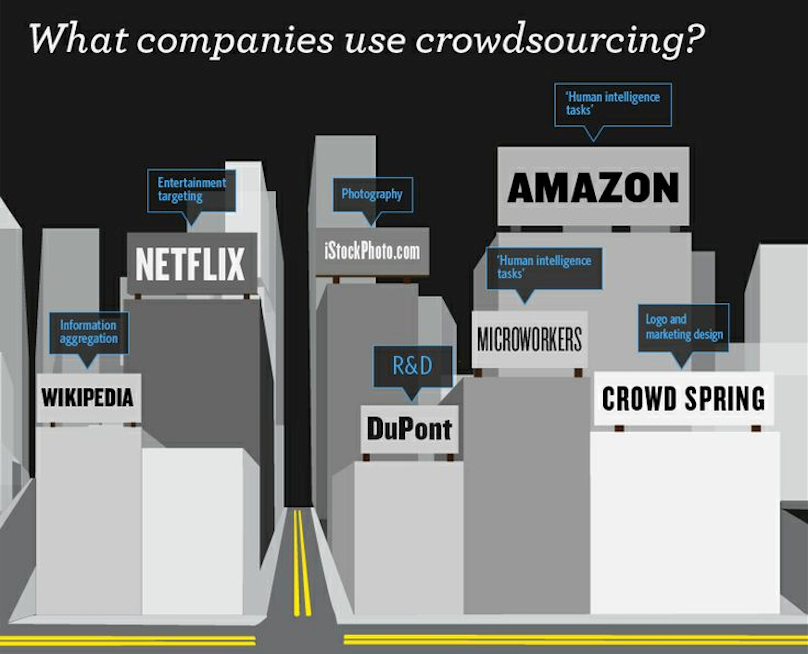 What companies use crowdsourcing?
'Human intelligence
tasks'
AMAZON
Entertainment
targeting
NETFLIX
Photography
iStockPhoto.com
'Human intelligence
tasks'
MICROWORKERS
Information
aggregation
WIKIPEDIA
R&D
DuPont
Logo and
marketing design
CROWD SPRING